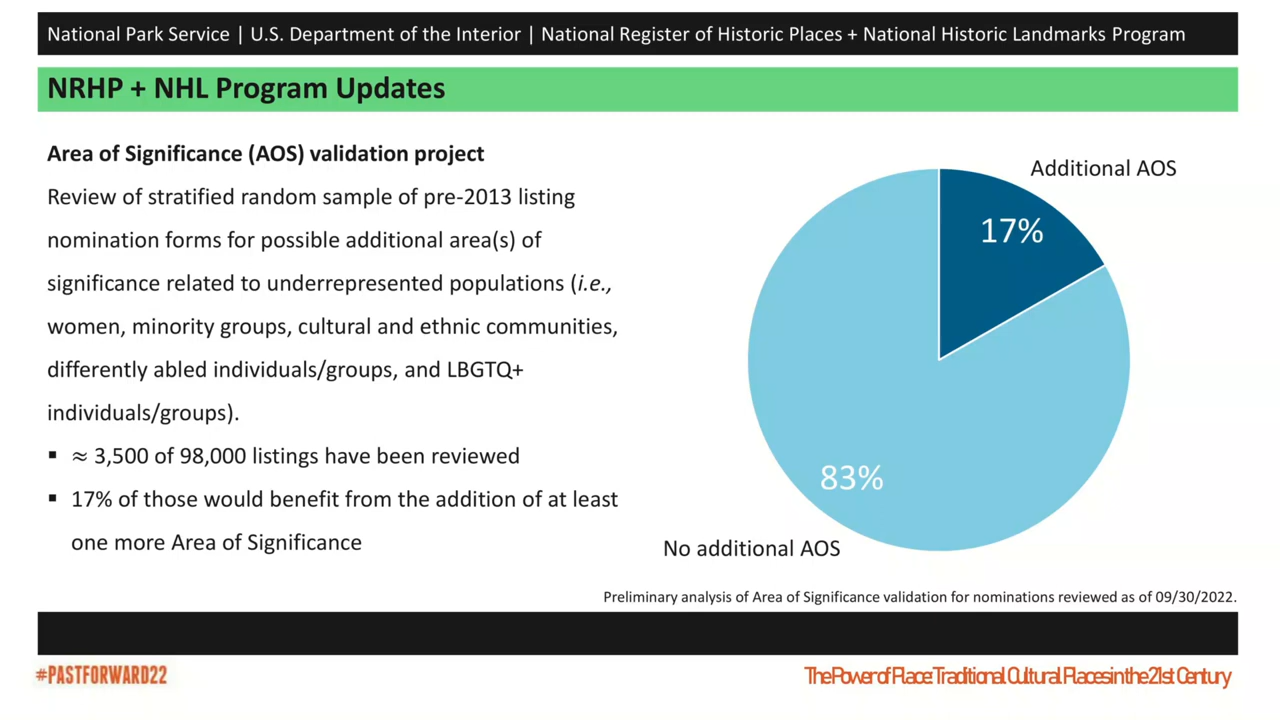 National Park Service | U.S. Department of the Interior | National Register of Historic Places + National Historic Landmarks Program
NRHP + NHL Program Updates
Area of Significance (AOS) validation project
Review of stratified random sample of pre-2013 listing
nomination forms for possible additional area(s) of
significance related to underrepresented populations (i.e.,
women, minority groups, cultural and ethnic communities,
differently abled individuals/groups, and LBGTQ+
individuals/groups).
▪ ≈ 3,500 of 98,000 listings have been reviewed
▪ 17% of those would benefit from the addition of at least
one more Area of Significance
Additional AOS
17%
83%
No additional AOS
Preliminary analysis of Area of Significance validation for nominations reviewed as of 09/30/2022.
#PASTFORWARD22
The Power of Place: Traditional Cultural Places in the 21st Century